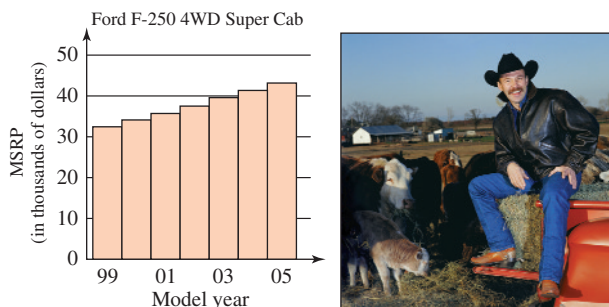 Ford F-250 4WD Super Cab
MSRP
(in thousands of dollars)
50
40
30
20
10
0
99 01 03 05
Model year